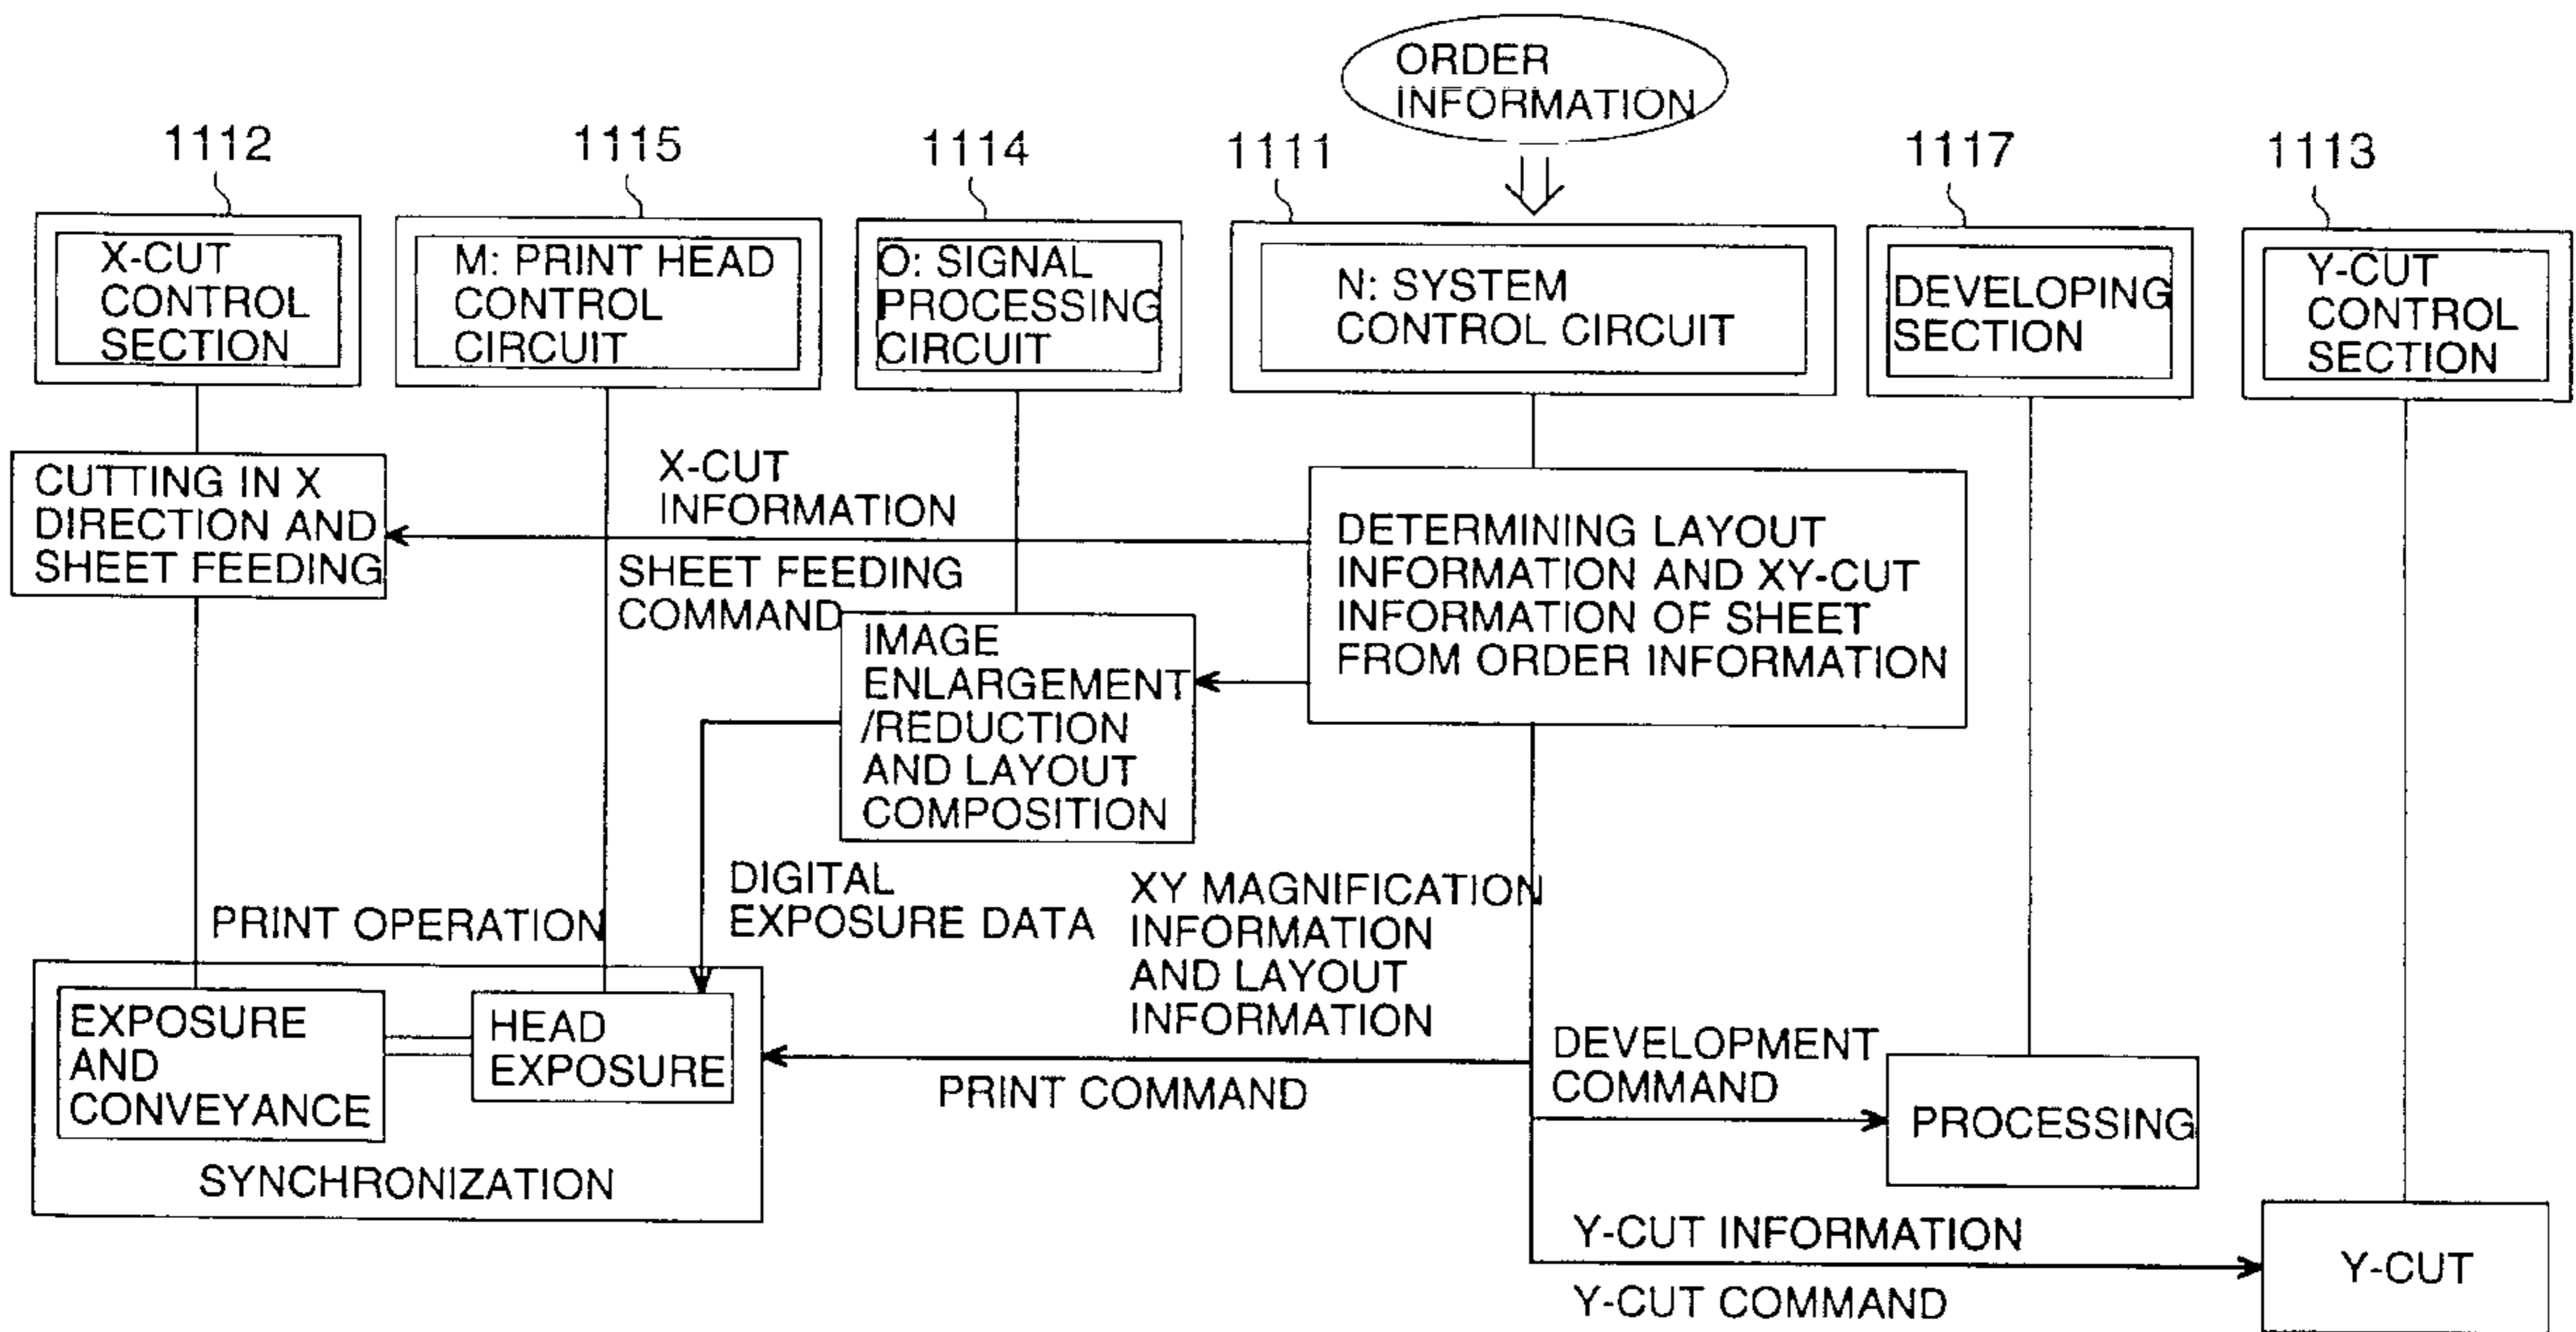 ORDER
INFORMATION
1112
1115
1114
1111
1117
1113
X-CUT
CONTROL
SECTION
M: PRINT HEAD
CONTROL
CIRCUIT
O: SIGNAL
PROCESSING
CIRCUIT
N: SYSTEM
CONTROL CIRCUIT
DEVELOPING
SECTION
Y-CUT
CONTROL
SECTION
CUTTING IN X
DIRECTION AND
SHEET FEEDING
X-CUT
INFORMATION
SHEET FEEDING
COMMAND
DETERMINING LAYOUT
INFORMATION AND XY-CUT
INFORMATION OF SHEET
FROM ORDER INFORMATION
IMAGE
ENLARGEMENT
/REDUCTION
AND LAYOUT
COMPOSITION
DIGITAL
EXPOSURE DATA
XY MAGNIFICATION
INFORMATION
AND LAYOUT
INFORMATION
PRINT OPERATION
EXPOSURE
AND
CONVEYANCE
HEAD
EXPOSURE
SYNCHRONIZATION
PRINT COMMAND
DEVELOPMENT
COMMAND
PROCESSING
Y-CUT INFORMATION
Y-CUT COMMAND
Y-CUT